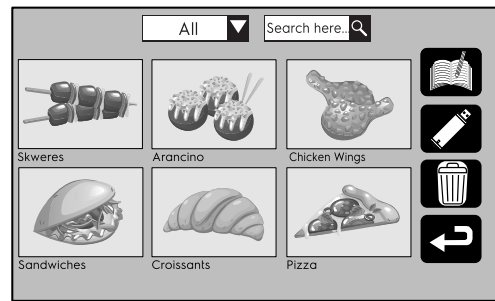 All
Search here...
Skweres
Arancino
Chicken Wings
Sandwiches
Croissants
Pizza